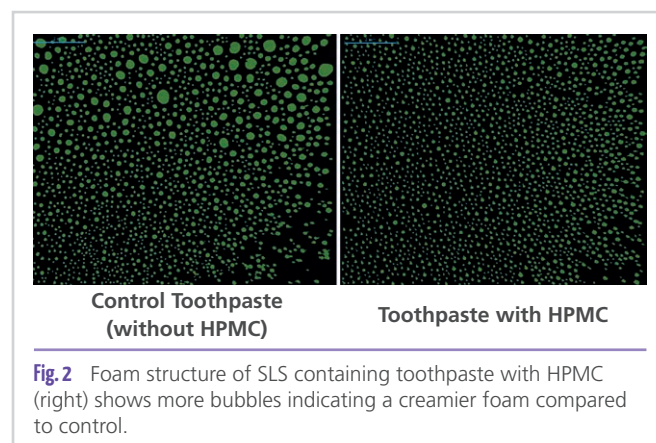 Control Toothpaste
(without HPMC)
Toothpaste with HPMC
Fig. 2 Foam structure of SLS containing toothpaste with HPMC
(right) shows more bubbles indicating a creamier foam compared
to control.